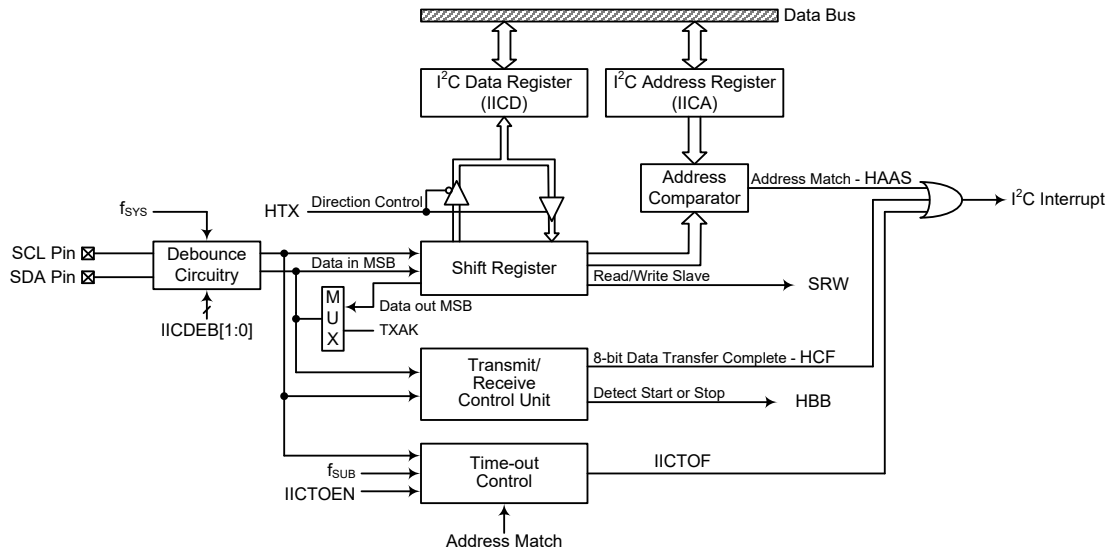 Data Bus
I²C Data Register
(IICD)
I²C Address Register
(IICA)
Address
Comparator
Address Match - HAAS
I²C Interrupt
HTX
Direction Control
fSYS
SCL Pin
SDA Pin
Debounce
Circuitry
Data in MSB
Shift Register
Read/Write Slave
SRW
M
U
X
Data out MSB
TXAK
IICDEB[1:0]
Transmit/
Receive
Control Unit
8-bit Data Transfer Complete - HCF
Detect Start or Stop
HBB
Time-out
Control
fSUB
IICTOEN
IICTOF
Address Match